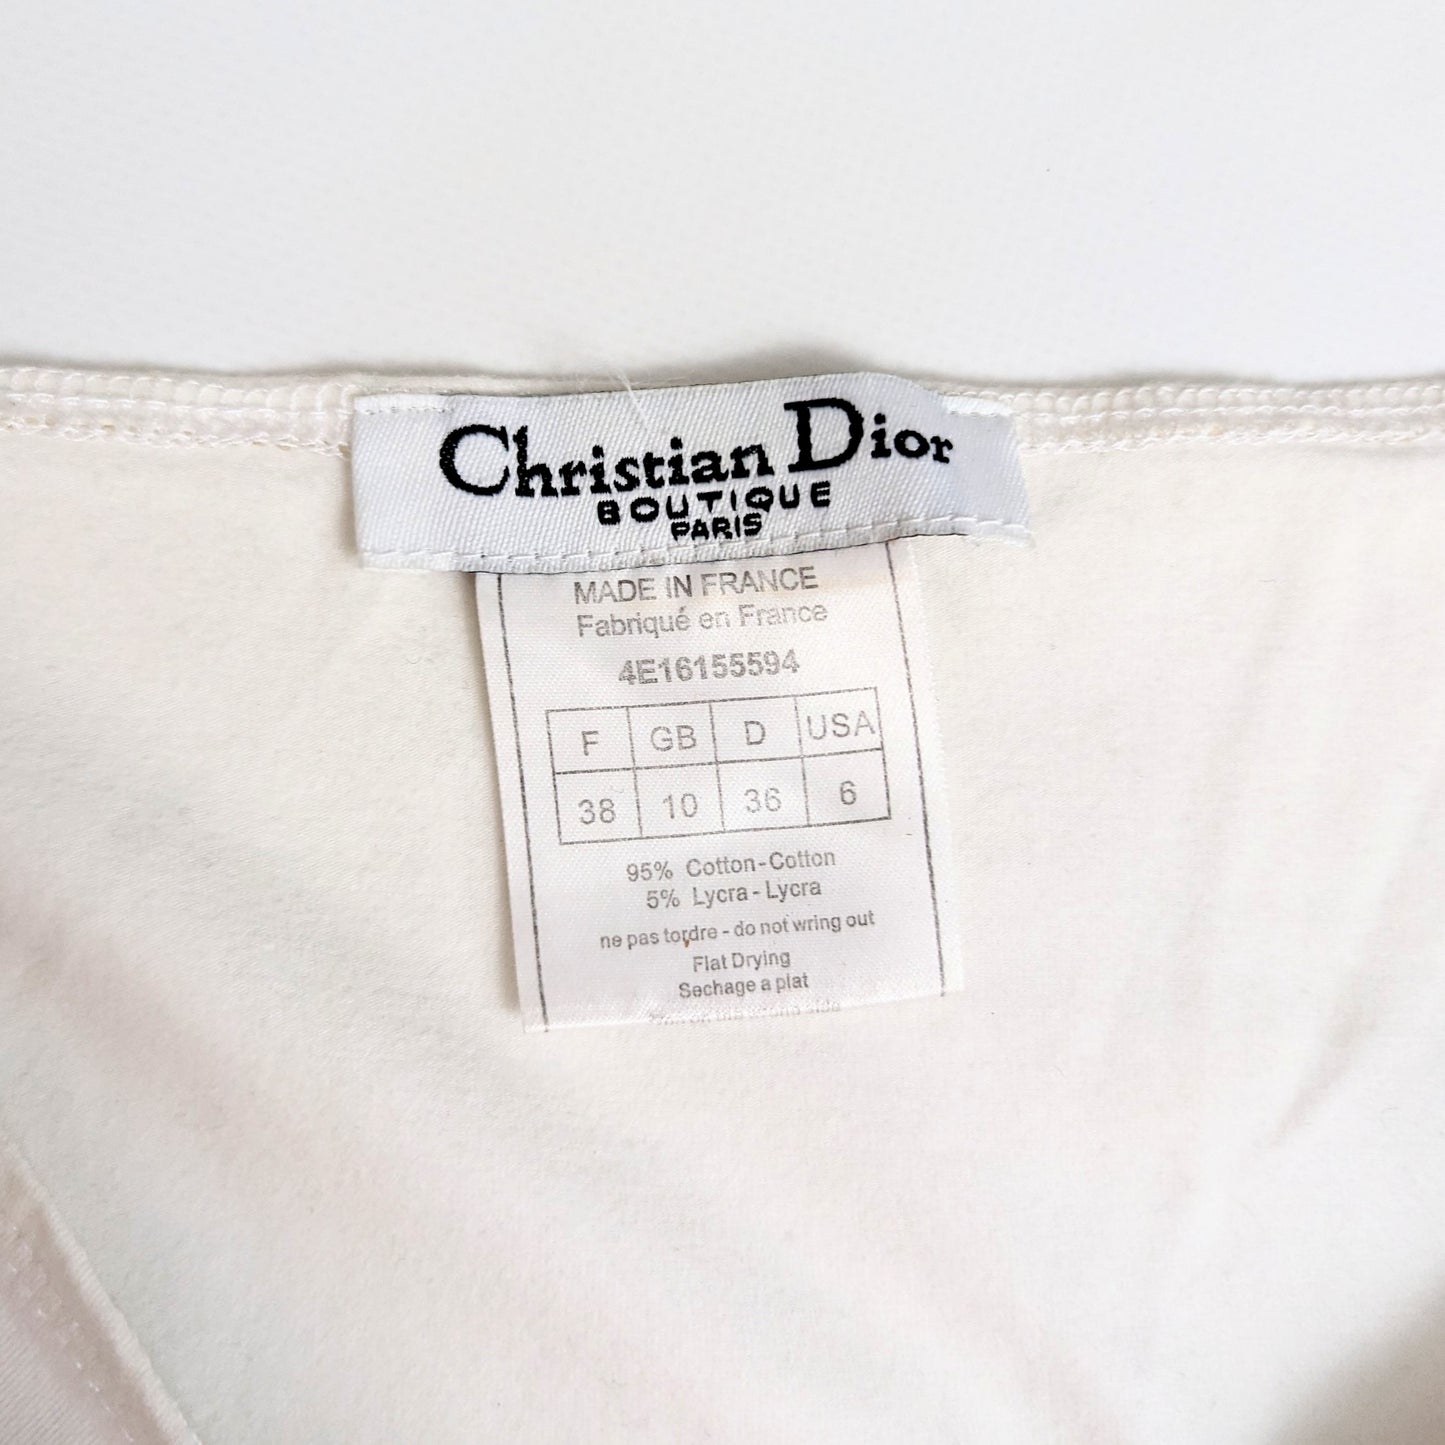 Christian Dior
BOUTIQUE
PARIS
MADE IN FRANCE
Fabriqué en France
4E16155594
F GB D USA
38 10 36 6
95% Cotton-Cotton
5% Lycra-Lycra
ne pas tordre - do not wring out
Flat Drying
Sechage a plat